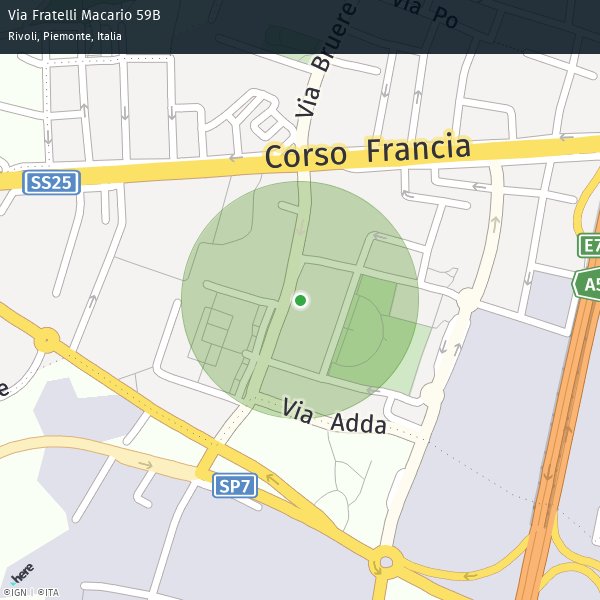 Via Fratelli Macario 59B
Rivoli, Piemonte, Italia
Via Po
Via Bruere
Corso Francia
SS25
E7
A5
e
Via Adda
SP7
here
©IGN | ©ITA